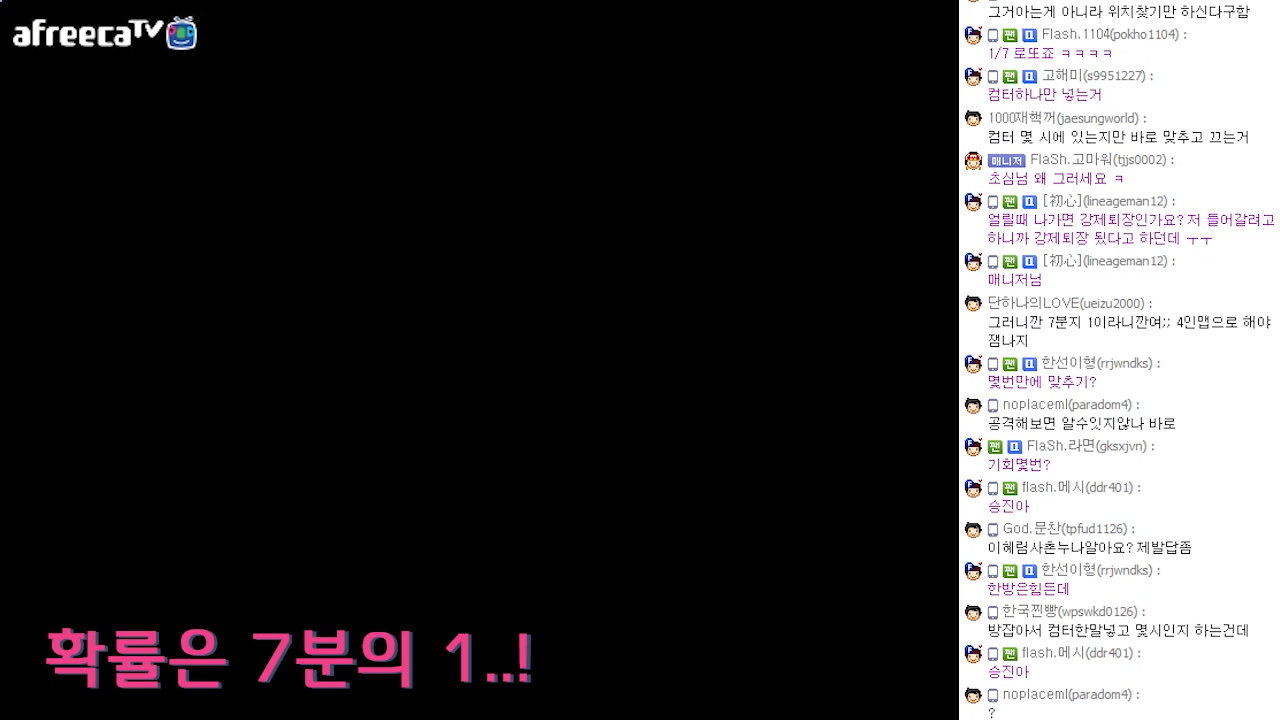 afreecaTV
확률은 7분의 1..!
그거아는게 아니라 위치찾기만 하신다구함
팬 Flash.1104(pokho1104) :
1/7 로또죠 ㅋㅋㅋㅋ
팬 고해미(s9951227) :
컴터하나만 넣는거
1000재핵꺼(jaesungworld) :
컴터 몇 시에 있는지만 바로 맞추고 끄는거
매니저 FlaSh.고마워(tjjs0002) :
초심님 왜 그러세요 ㅋ
팬 [初心](lineageman12) :
얼릴때 나가면 강제퇴장인가요? 저 들어갈려고
하니까 강제퇴장 됬다고 하던데 ㅜㅜ
팬 [初心](lineageman12) :
매니저님
단하나의LOVE(ueizu2000) :
그러니깐 7분지 1이라니깐여;; 4인맵으로 해야
잼나지
팬 한선이형(rrjwndks) :
몇번만에 맞추기?
noplaceml(paradom4) :
공격해보면 알수잇지않나 바로
팬 FlaSh.라면(gksxjvn) :
기회몇번?
팬 flash.메시(ddr401) :
승진아
God.문찬(tpfud1126) :
이혜림사촌누나알아요? 제발답좀
팬 한선이형(rrjwndks) :
한방은힘든데
한국찐빵(wpswkd0126) :
방잡아서 컴터한말넣고 몇시인지 하는건데
팬 flash.메시(ddr401) :
승진아
noplaceml(paradom4) :
?